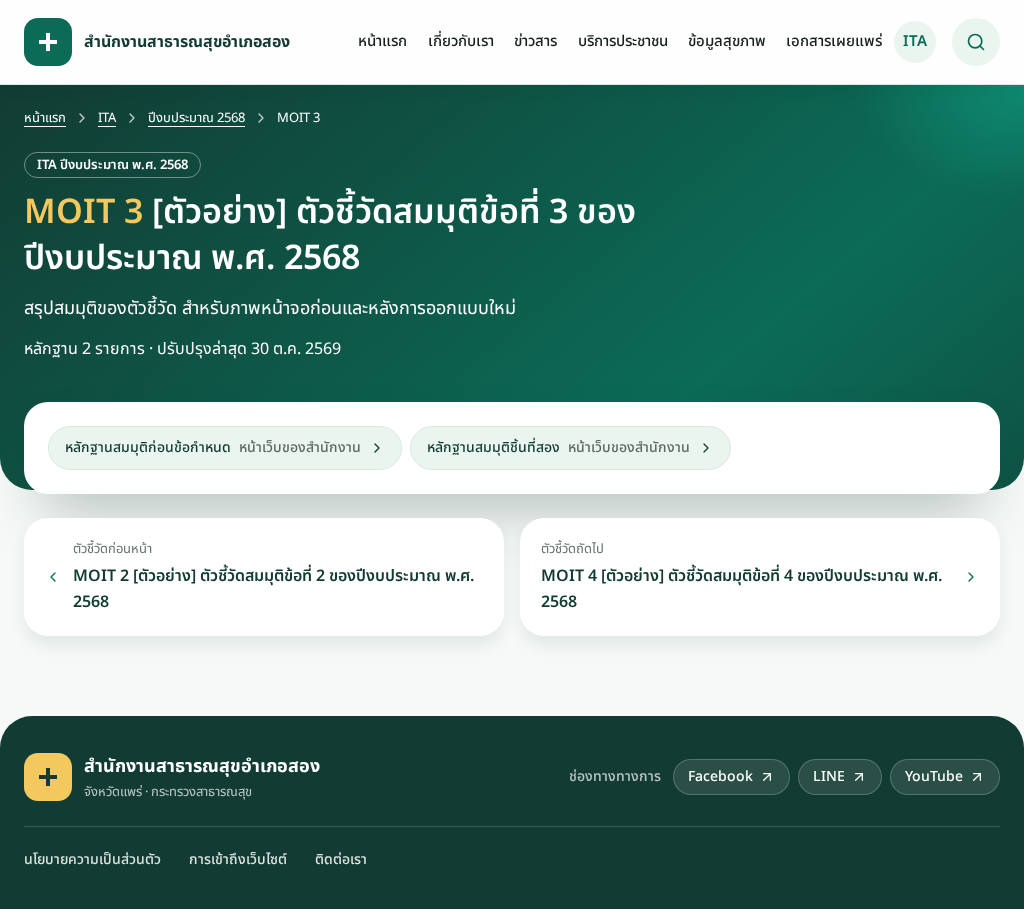 สำนักงานสาธารณสุขอำเภอสอง
หน้าแรก เกี่ยวกับเรา ข่าวสาร บริการประชาชน ข้อมูลสุขภาพ เอกสารเผยแพร่ ITA
หน้าแรก ITA ปีงบประมาณ 2568 MOIT 3
ITA ปีงบประมาณ พ.ศ. 2568
MOIT 3 [ตัวอย่าง] ตัวชี้วัดสมมุติข้อที่ 3 ของ
ปีงบประมาณ พ.ศ. 2568
สรุปสมมุติของตัวชี้วัด สำหรับภาพหน้าจอก่อนและหลังการออกแบบใหม่
หลักฐาน 2 รายการ · ปรับปรุงล่าสุด 30 ต.ค. 2569
หลักฐานสมมุติก่อนข้อกำหนด หน้าเว็บของสำนักงาน
หลักฐานสมมุติชิ้นที่สอง หน้าเว็บของสำนักงาน
ตัวชี้วัดก่อนหน้า
MOIT 2 [ตัวอย่าง] ตัวชี้วัดสมมุติข้อที่ 2 ของปีงบประมาณ พ.ศ.
2568
ตัวชี้วัดถัดไป
MOIT 4 [ตัวอย่าง] ตัวชี้วัดสมมุติข้อที่ 4 ของปีงบประมาณ พ.ศ.
2568
สำนักงานสาธารณสุขอำเภอสอง
จังหวัดแพร่ · กระทรวงสาธารณสุข
ช่องทางทางการ Facebook LINE YouTube
นโยบายความเป็นส่วนตัว การเข้าถึงเว็บไซต์ ติดต่อเรา